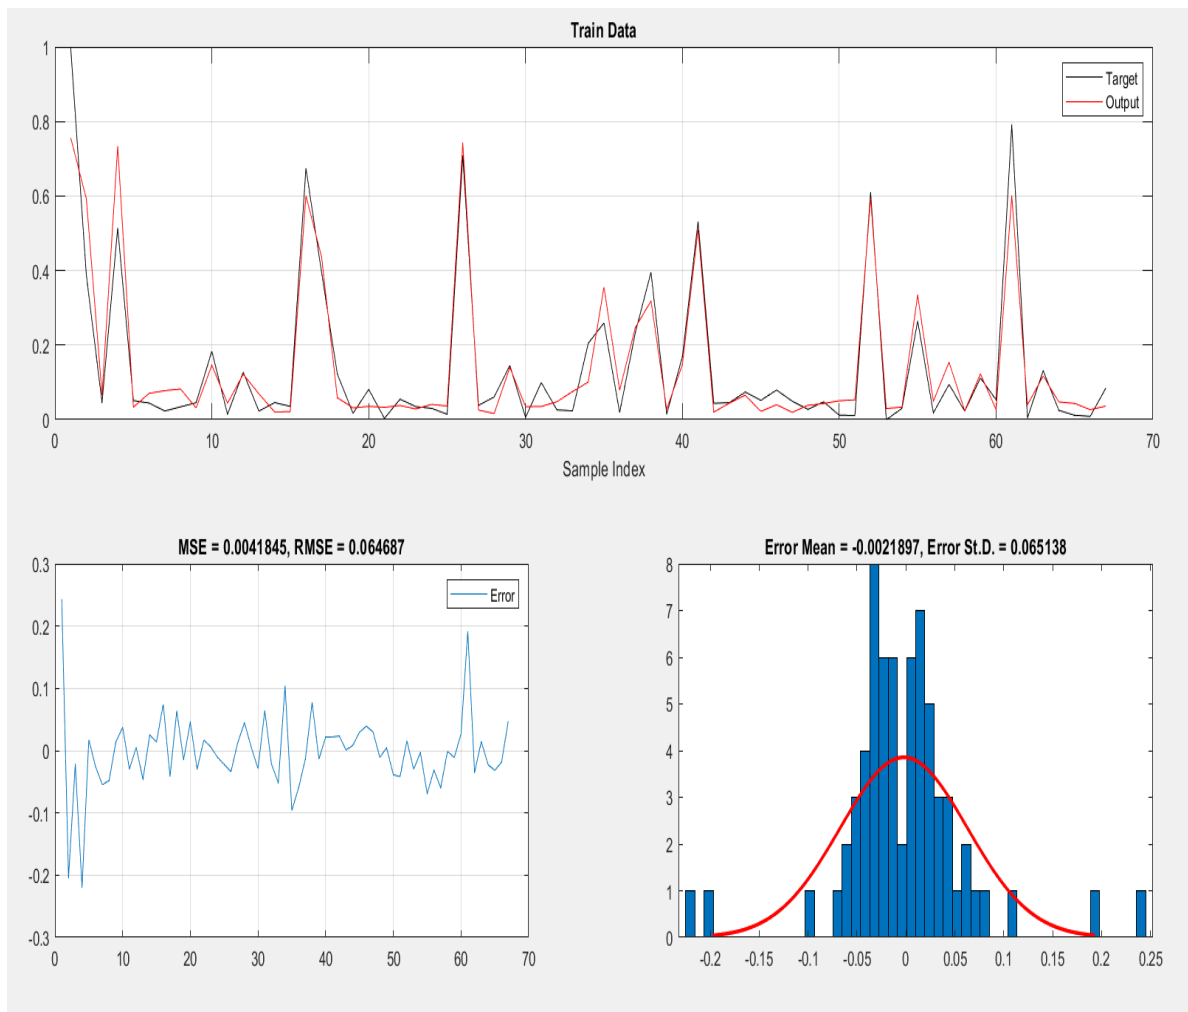 Train Data
1
0.8
0.6
0.4
0.2
0
Target
Output
0 10 20 30 40 50 60 70
Sample Index
MSE = 0.0041845, RMSE = 0.064687
0.3
0.2
0.1
0
-0.1
-0.2
-0.3
Error
0 10 20 30 40 50 60 70
Error Mean = -0.0021897, Error St.D. = 0.065138
8
7
6
5
4
3
2
1
0
-0.2 -0.15 -0.1 -0.05 0 0.05 0.1 0.15 0.2 0.25